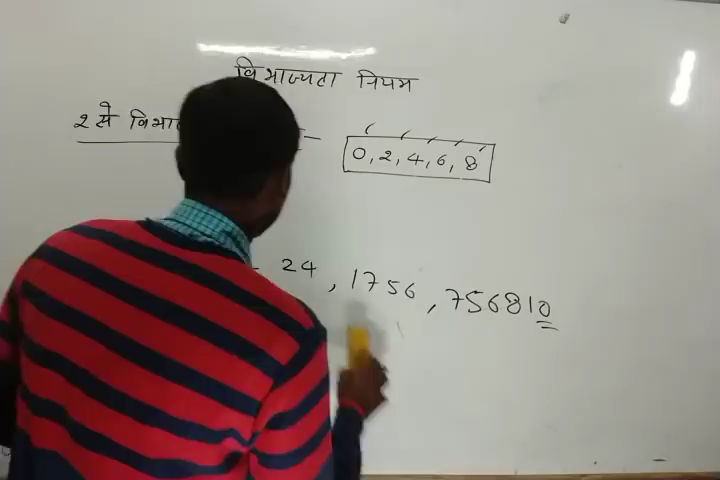 विभाज्यता नियम
2 से 0, 2, 4, 6, 8
24, 1756, 756810